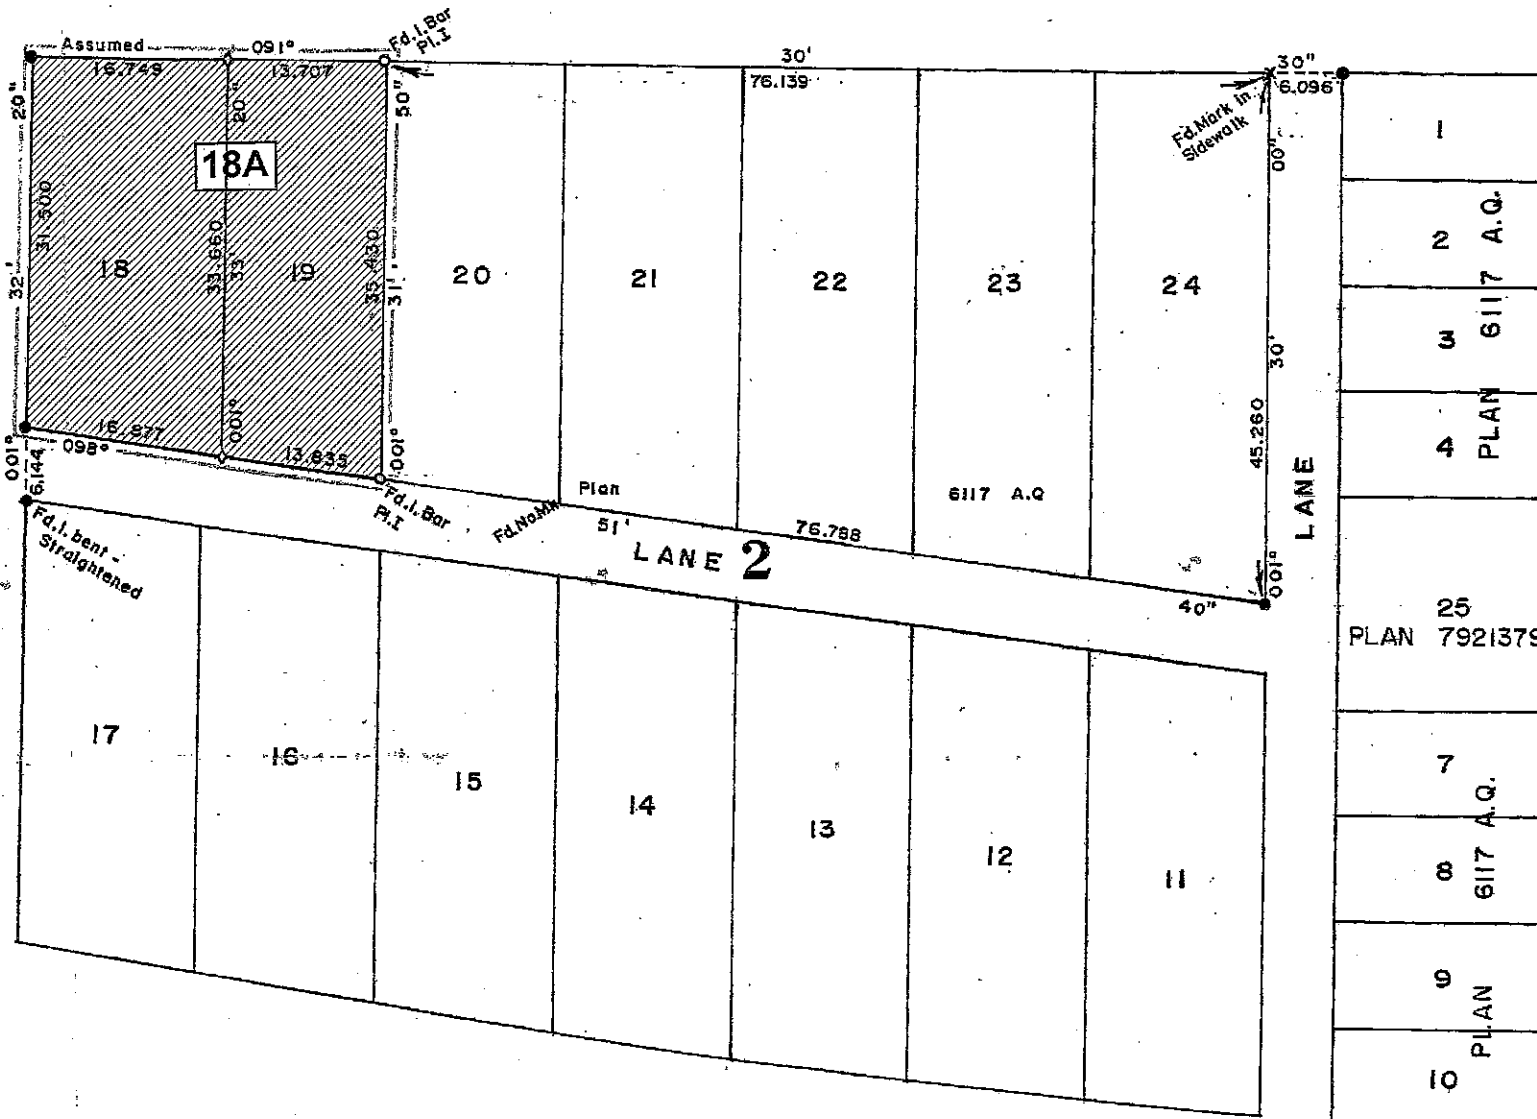 Assumed
091°
30'
30"
Fd.I.Bar
Pl.I
16.749
13.707
76.139
6.096
20"
20"
50"
00"
Fd.Mark in
Sidewalk
18A
31.500
33.660
33'
35.430
31'
32'
30'
45.260
18
19
20
21
22
23
24
1
2
3
4
PLAN 6117 A.Q.
LANE
001°
16.877
098°
001°
13.835
001°
6.144
Fd.I.Bar
Pl.I
Fd.No.Mk
Plan
6117 A.Q
51'
76.788
001°
40"
Fd.I. bent -
Straightened
LANE 2
25
PLAN 7921379
17
16
15
14
13
12
11
7
8
9
10
PLAN 6117 A.Q.